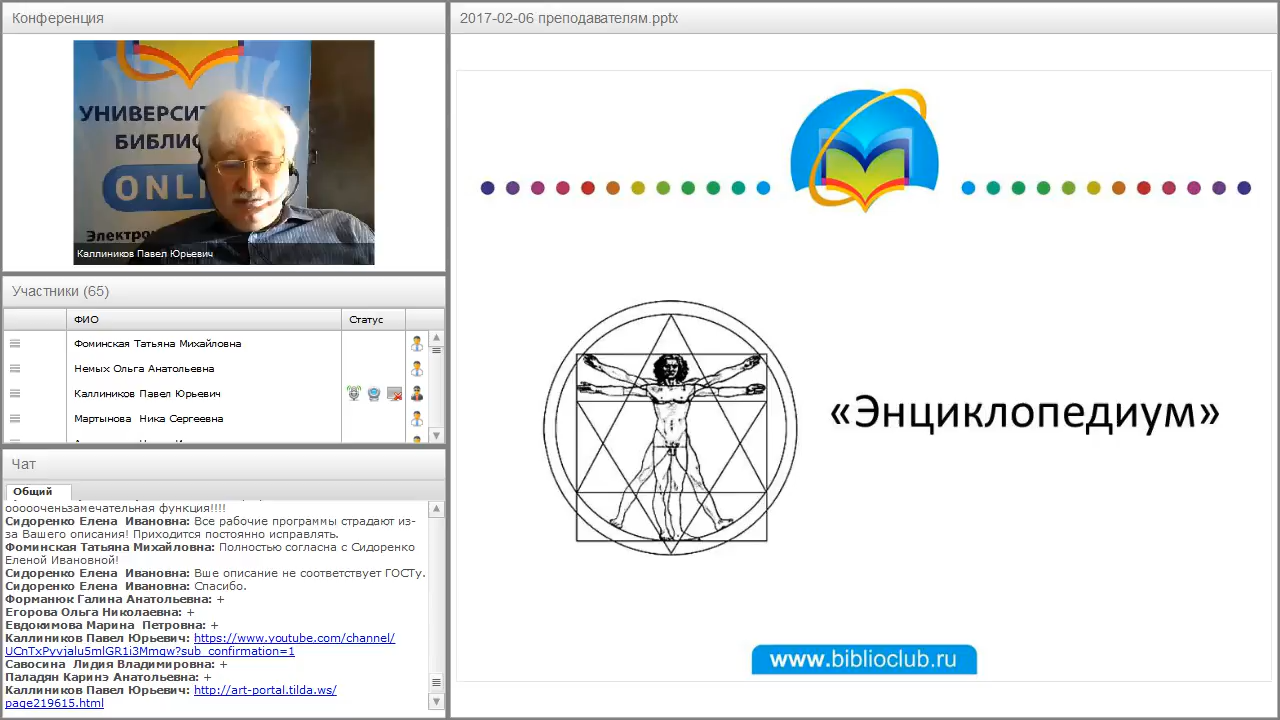 Конференция
УНИВЕРСИ
БИБЛИО
ONLI
Электро
Каллиников Павел Юрьевич
Участники (65)
ФИО Статус
Фоминская Татьяна Михайловна
Немых Ольга Анатольевна
Каллиников Павел Юрьевич
Мартынова Ника Сергеевна
Чат
Общий
ооооочензамечательная функция!!!!
Сидоренко Елена Ивановна: Все рабочие программы страдают из-
за Вашего описания! Приходится постоянно исправлять.
Фоминская Татьяна Михайловна: Полностью согласна с Сидоренко
Еленой Ивановной!
Сидоренко Елена Ивановна: Вше описание не соответствует ГОСТу.
Сидоренко Елена Ивановна: Спасибо.
Форманюк Галина Анатольевна: +
Егорова Ольга Николаевна: +
Евдокимова Марина Петровна: +
Каллиников Павел Юрьевич: https://www.youtube.com/channel/
UCnTxPyvjalu5mlGR1i3Mmqw?sub_confirmation=1
Савосина Лидия Владимировна: +
Паладян Каринэ Анатольевна: +
Каллиников Павел Юрьевич: http://art-portal.tilda.ws/
page219615.html
2017-02-06 преподавателям.pptx
«Энциклопедиум»
www.biblioclub.ru